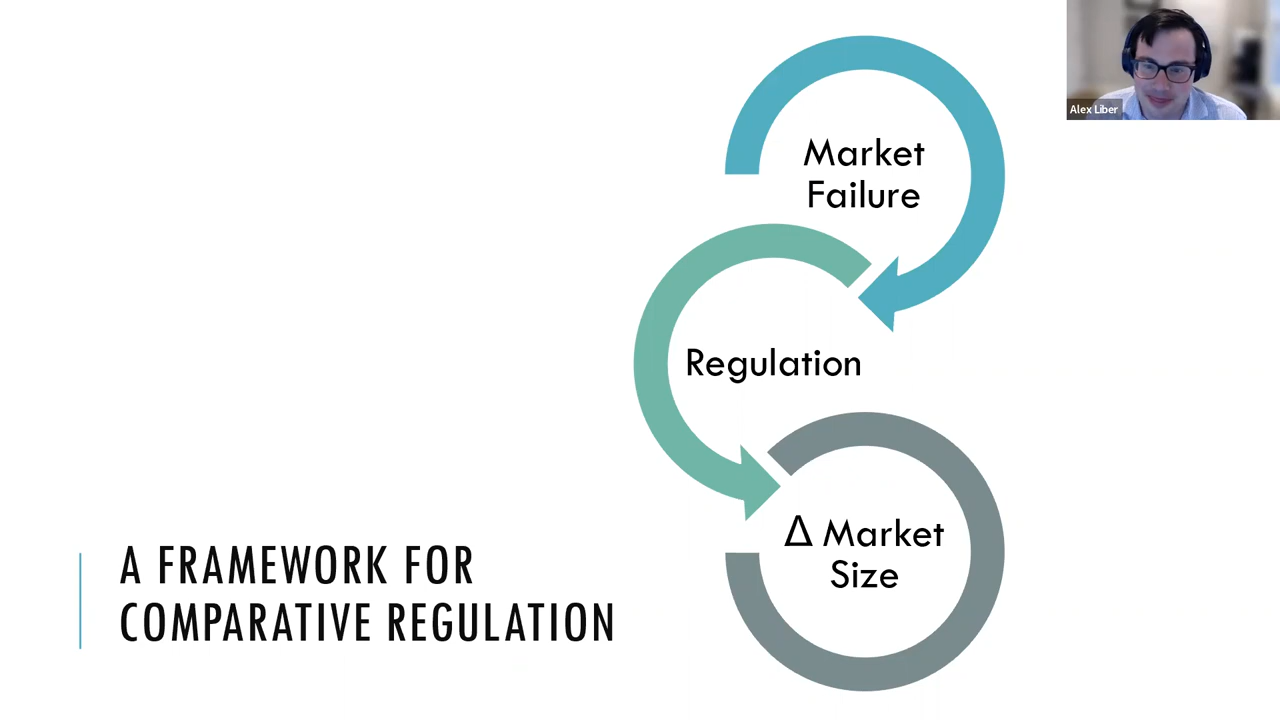 Alex Liber
Market
Failure
Regulation
Δ Market
Size
A FRAMEWORK FOR
COMPARATIVE REGULATION